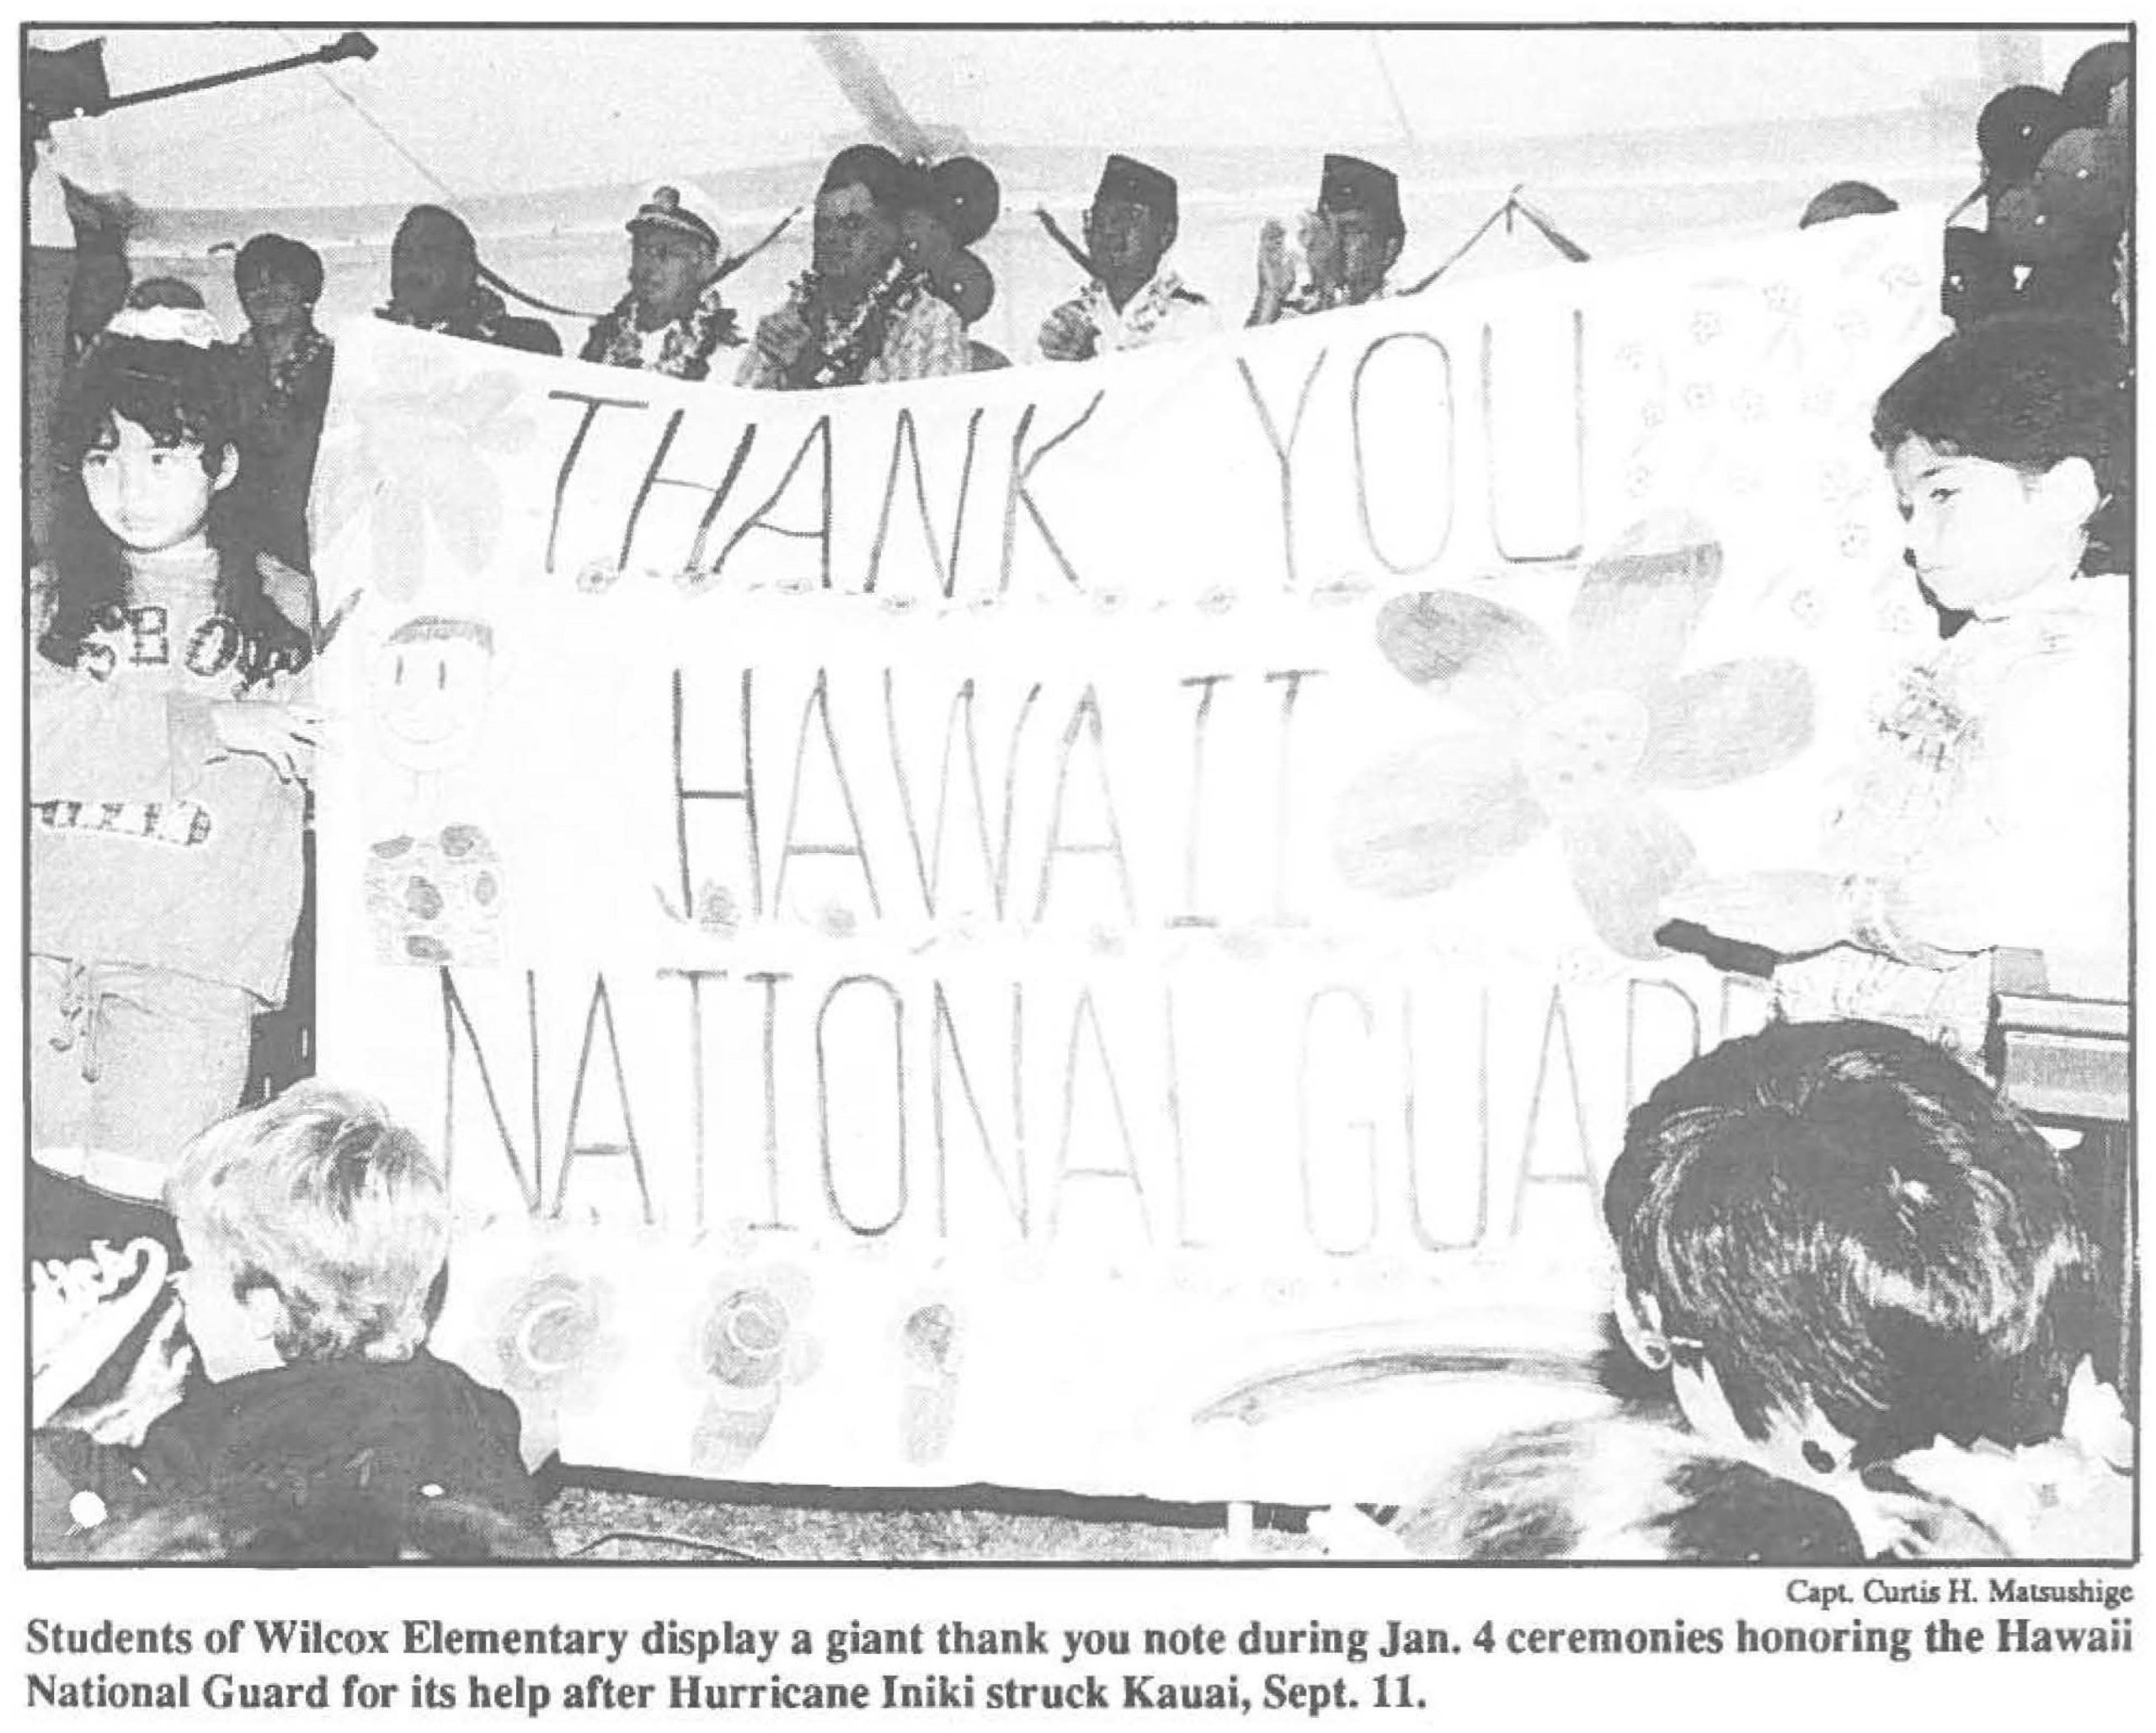 THANK YOU
HAWAII
NATIONAL GUARD
Capt. Curtis H. Matsushige
Students of Wilcox Elementary display a giant thank you note during Jan. 4 ceremonies honoring the Hawaii
National Guard for its help after Hurricane Iniki struck Kauai, Sept. 11.